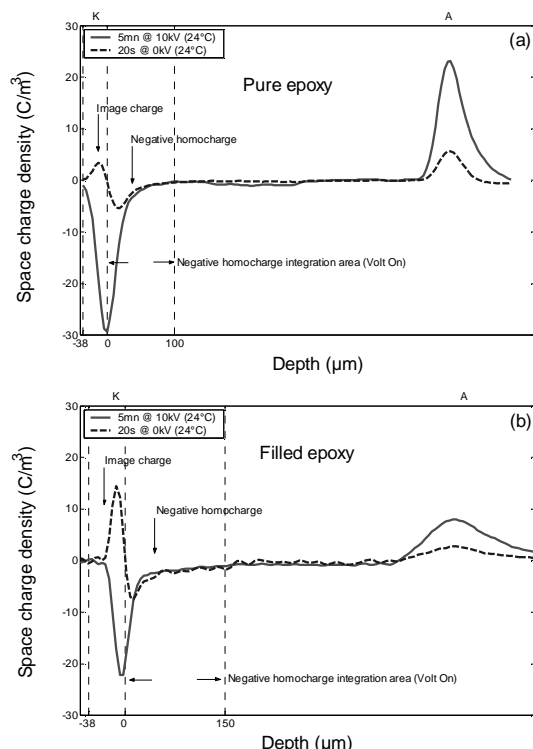 K A
30
5mn @ 10kV (24°C)
20s @ 0kV (24°C)
(a)
Pure epoxy
20
Image charge
Negative homocharge
10
0
-10
Negative homocharge integration area (Volt On)
-20
-30
-38 0 100
Space charge density (C/m³)
Depth (µm)
K A
30
5mn @ 10kV (24°C)
20s @ 0kV (24°C)
(b)
Filled epoxy
20
Image charge
Negative homocharge
10
0
-10
-20
Negative homocharge integration area (Volt On)
-30
-38 0 150
Space charge density (C/m³)
Depth (µm)